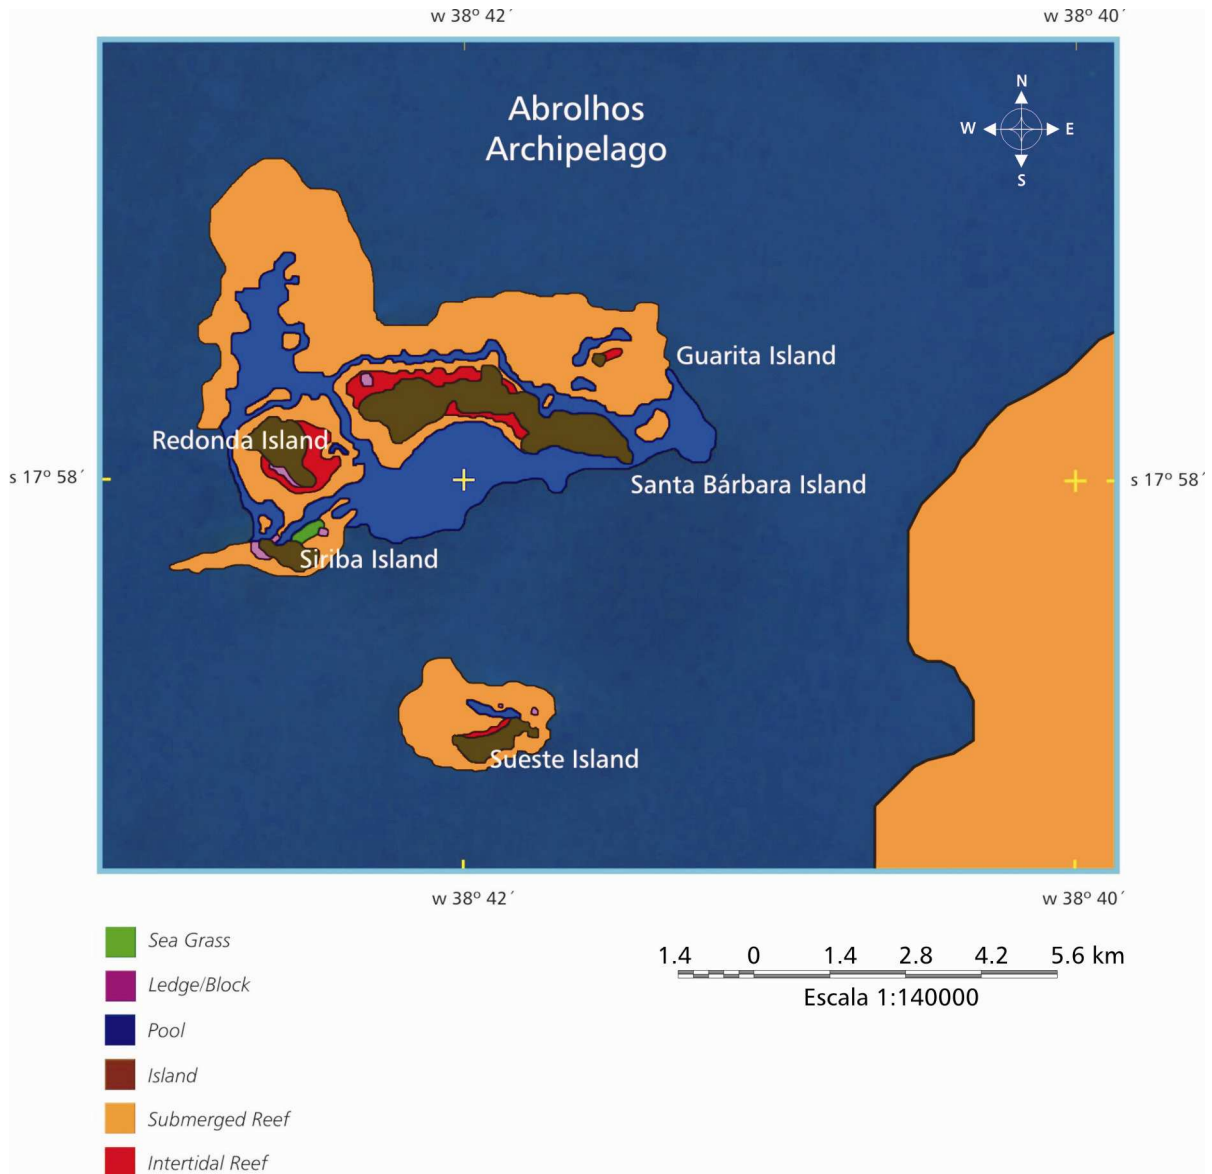 w 38º 42´
w 38º 40´
Abrolhos
Archipelago
N
W
E
S
Guarita Island
Redonda Island
s 17º 58´
Santa Bárbara Island
s 17º 58´
Siriba Island
Sueste Island
w 38º 42´
w 38º 40´
Sea Grass
Ledge/Block
Pool
Island
Submerged Reef
Intertidal Reef
1.4 0 1.4 2.8 4.2 5.6 km
Escala 1:140000